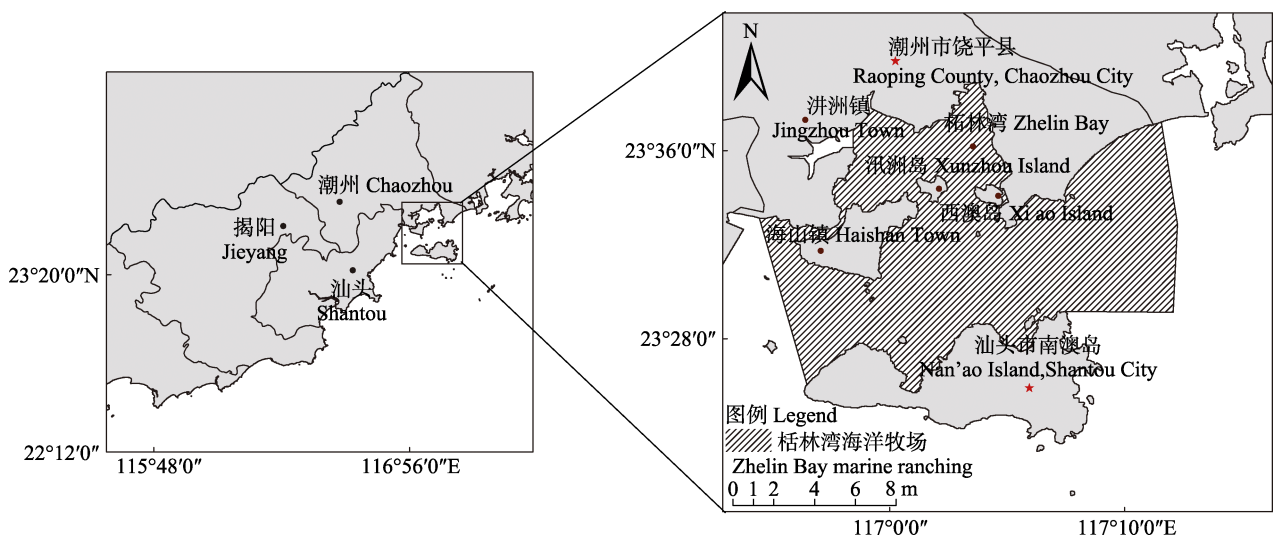 潮州 Chaozhou
揭阳
Jieyang
汕头
Shantou
23°20′0″N
22°12′0″
115°48′0″
116°56′0″E
N
潮州市饶平县
Raoping County, Chaozhou City
汫洲镇
Jingzhou Town
柘林湾 Zhelin Bay
汛洲岛 Xunzhou Island
西澳岛 Xi ao Island
海山镇 Haishan Town
23°36′0″N
23°28′0″
汕头市南澳岛
Nan’ao Island,Shantou City
图例 Legend
栝林湾海洋牧场
Zhelin Bay marine ranching
0 1 2 4 6 8 m
117°0′0″
117°10′0″E